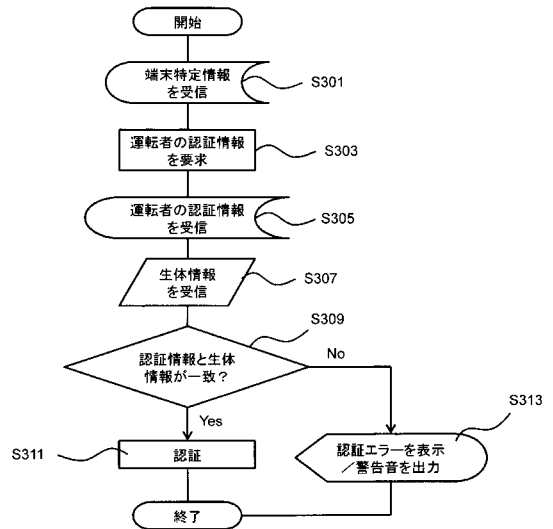 開始
端末特定情報
を受信
S301
運転者の認証情報
を要求
S303
運転者の認証情報
を受信
S305
生体情報
を受信
S307
S309
認証情報と生体
情報が一致?
No
Yes
S313
S311
認証
認証エラーを表示
/警告音を出力
終了